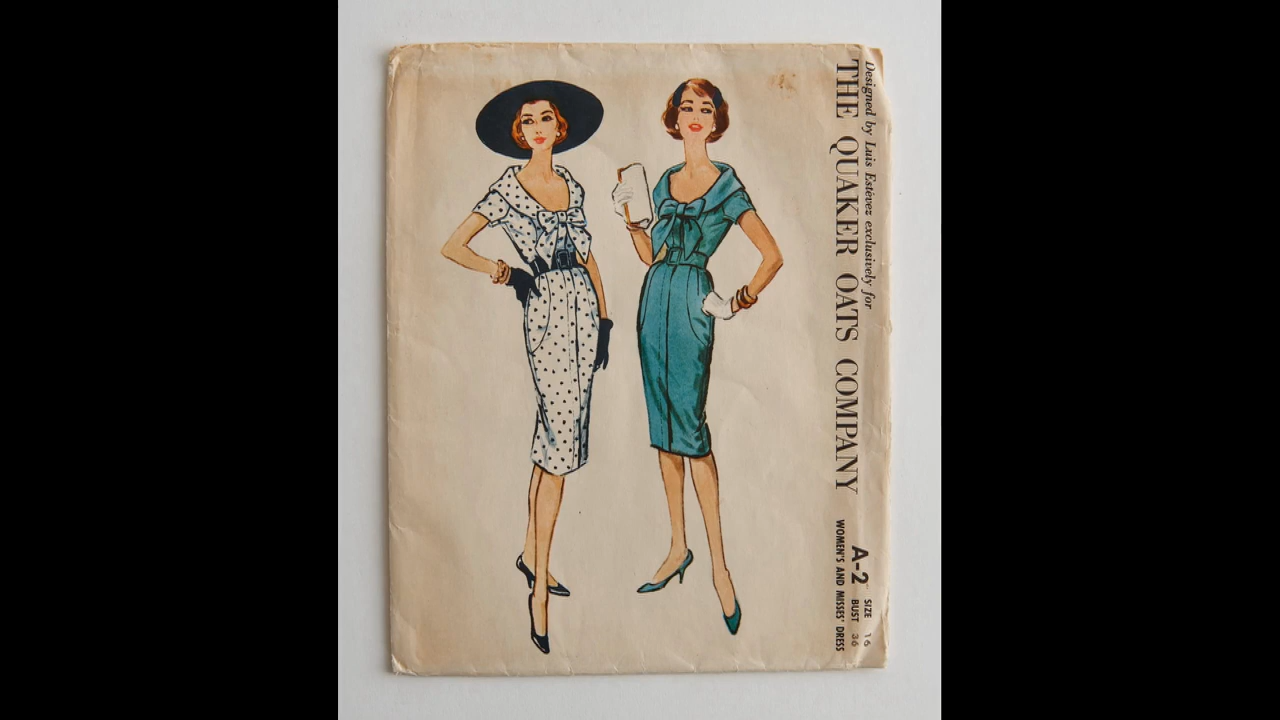 Designed by Luis Estévez exclusively for
THE QUAKER OATS COMPANY
A-2 SIZE 16
BUST 36
WOMEN'S AND MISSES' DRESS